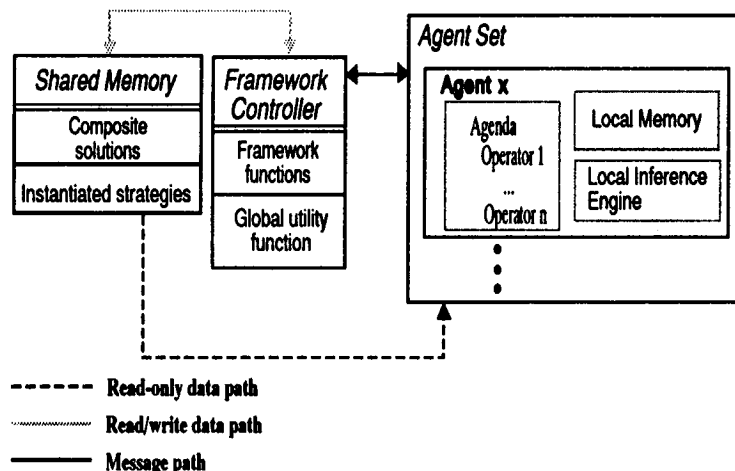 Shared Memory
Composite
solutions
Instantiated strategies
Framework
Controller
Framework
functions
Global utility
function
Agent Set
Agent x
Agenda
Operator 1
...
Operator n
Local Memory
Local Inference
Engine
Read-only data path
Read/write data path
Message path